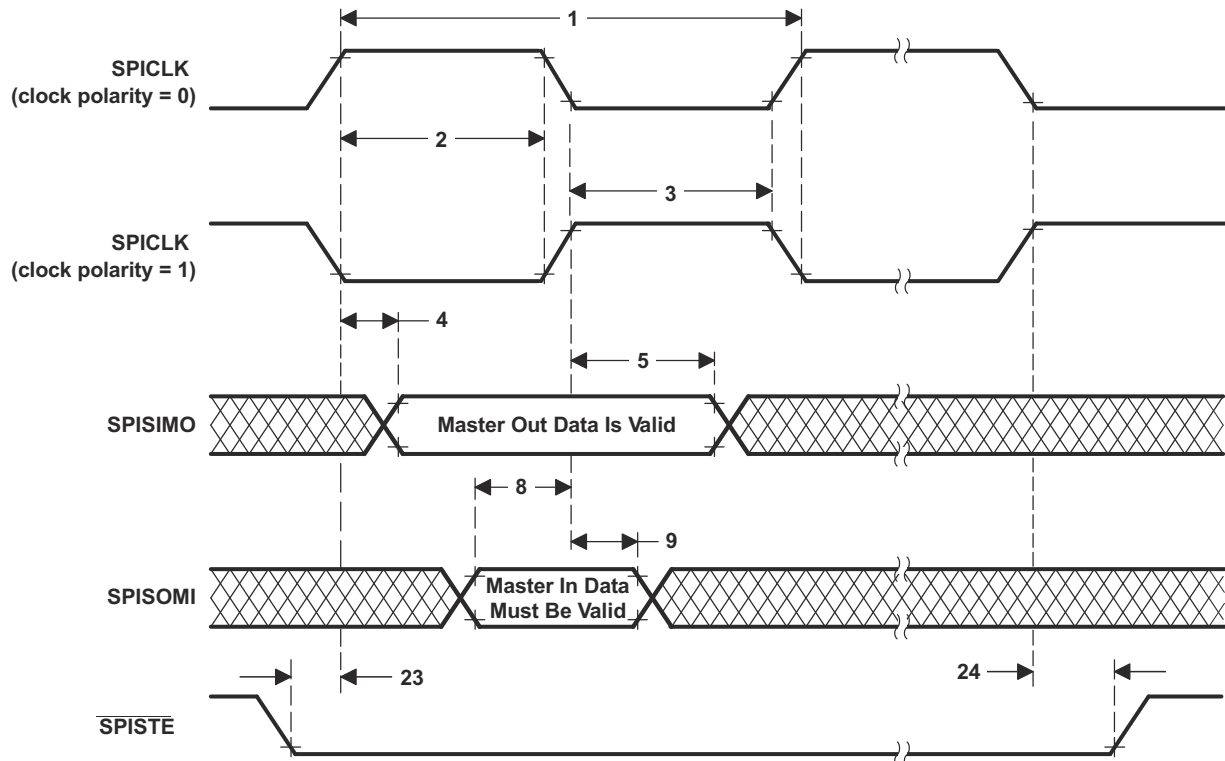 1
SPICLK
(clock polarity = 0)
2
3
SPICLK
(clock polarity = 1)
4
5
SPISIMO
Master Out Data Is Valid
8
9
SPISOMI
Master In Data
Must Be Valid
23
24
SPISTE